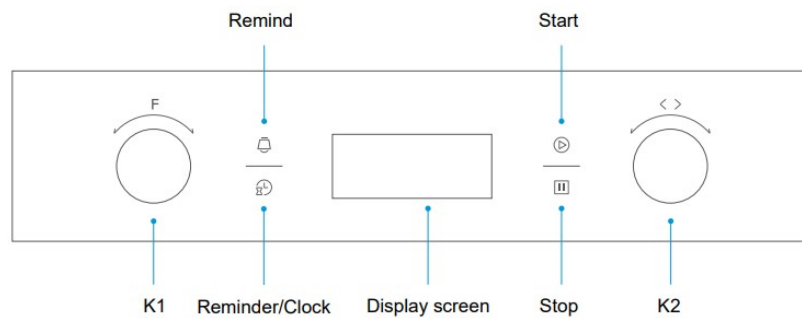 Remind Start
F < >
K1 Reminder/Clock Display screen Stop K2